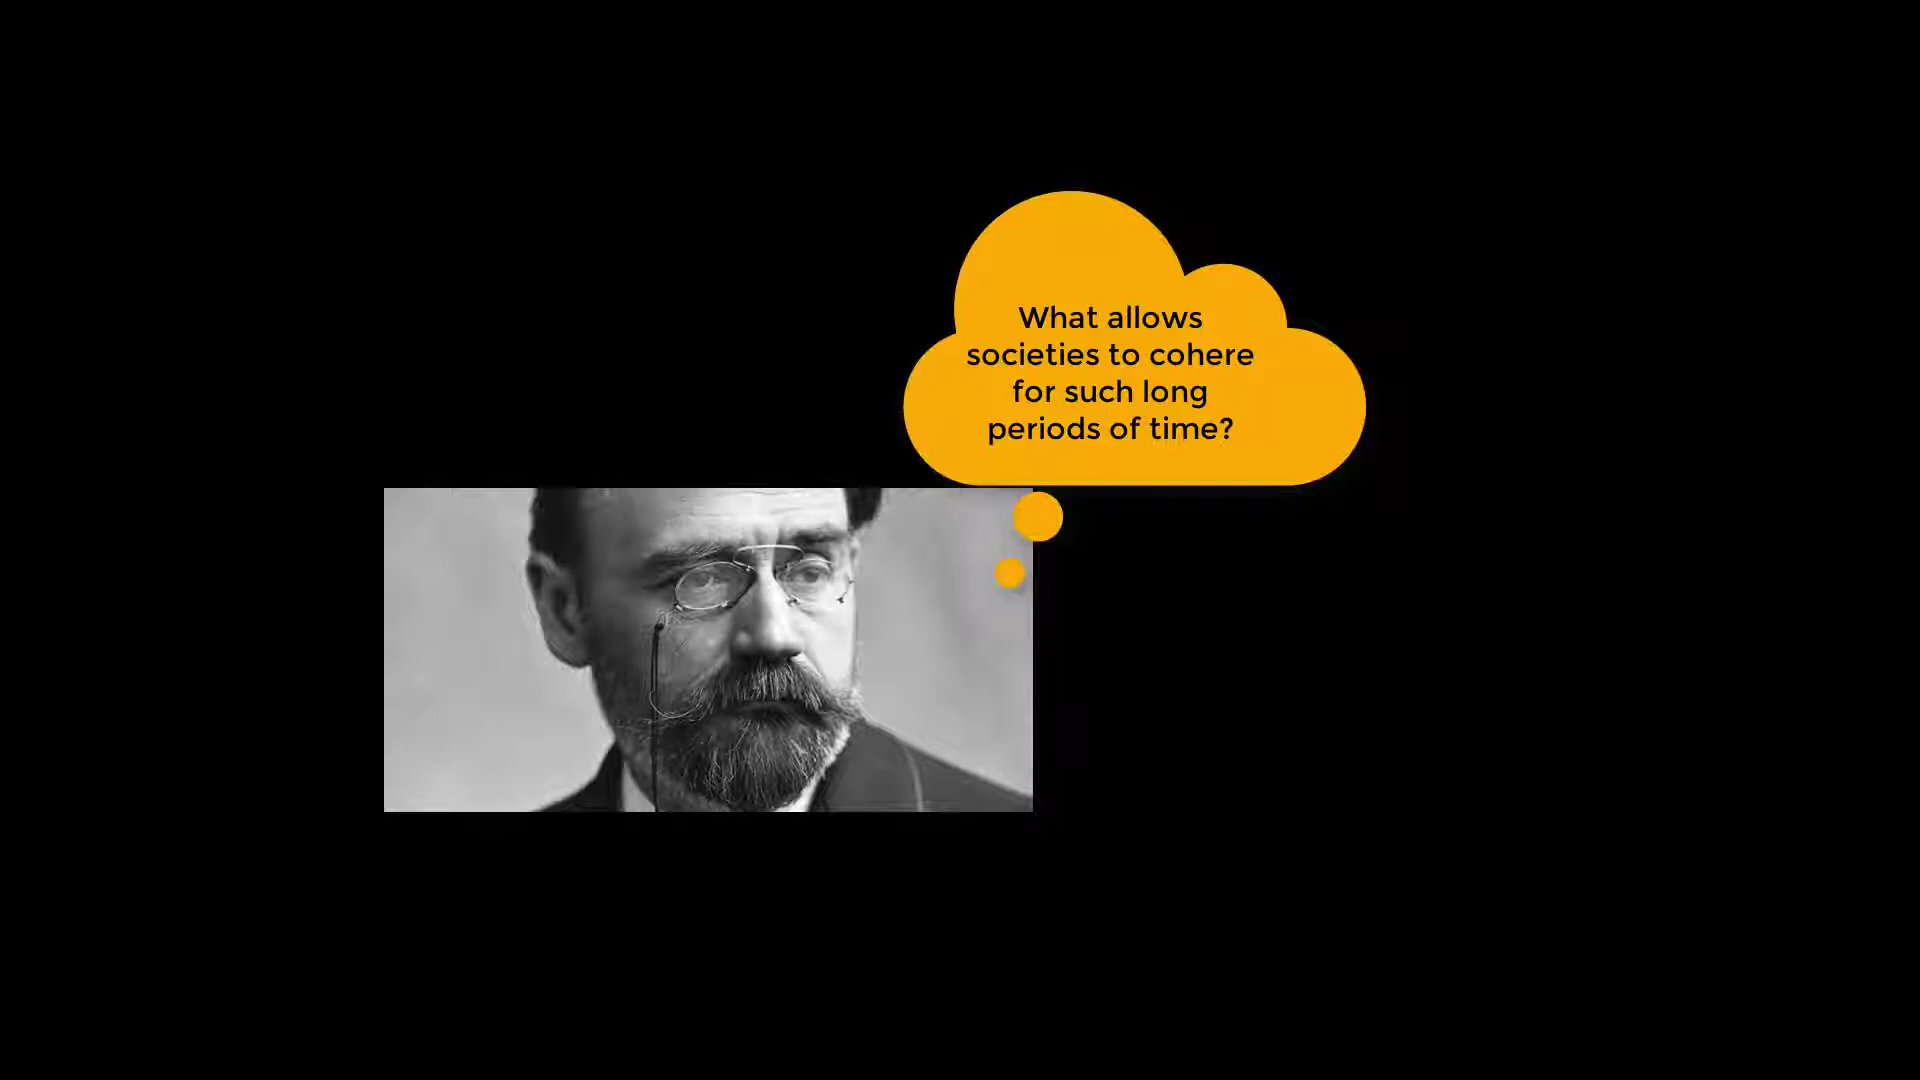 What allows
societies to cohere
for such long
periods of time?